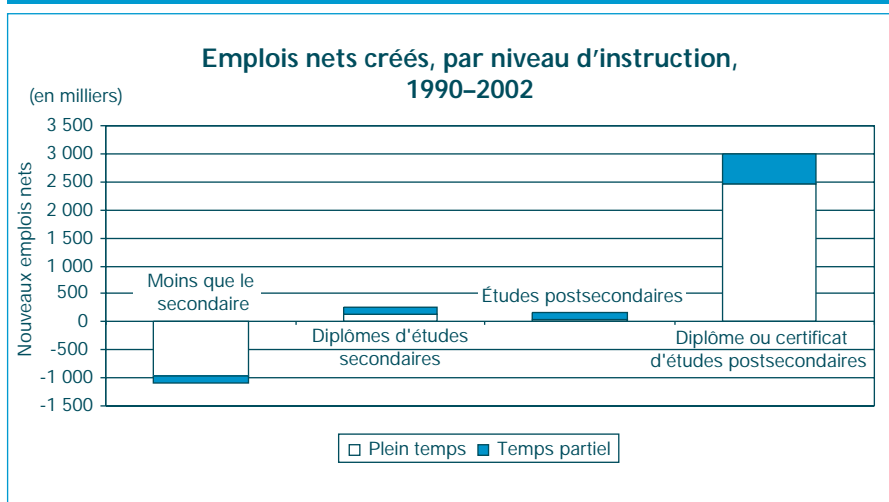 Emplois nets créés, par niveau d'instruction,
1990–2002
(en milliers)
Nouveaux emplois nets
3 500
3 000
2 500
2 000
1 500
1 000
500
0
-500
-1 000
-1 500
Moins que le
secondaire
Diplômes d'études
secondaires
Études postsecondaires
Diplôme ou certificat
d'études postsecondaires
Plein temps
Temps partiel